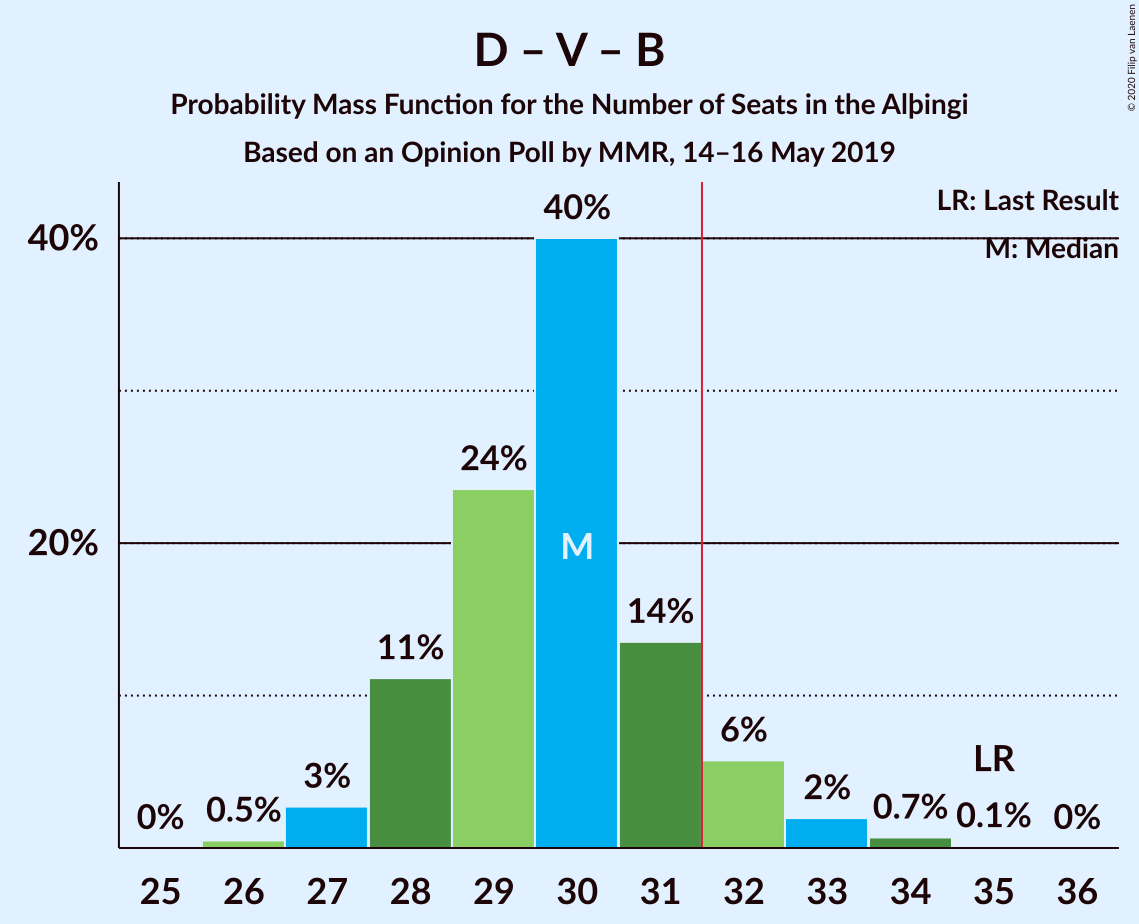 D – V – B
Probability Mass Function for the Number of Seats in the Alþingi
Based on an Opinion Poll by MMR, 14–16 May 2019
© 2020 Filip van Laenen
LR: Last Result
M: Median
40%
20%
0%
0.5%
3%
11%
24%
40%
M
14%
6%
2%
0.7%
LR
0.1%
0%
25 26 27 28 29 30 31 32 33 34 35 36